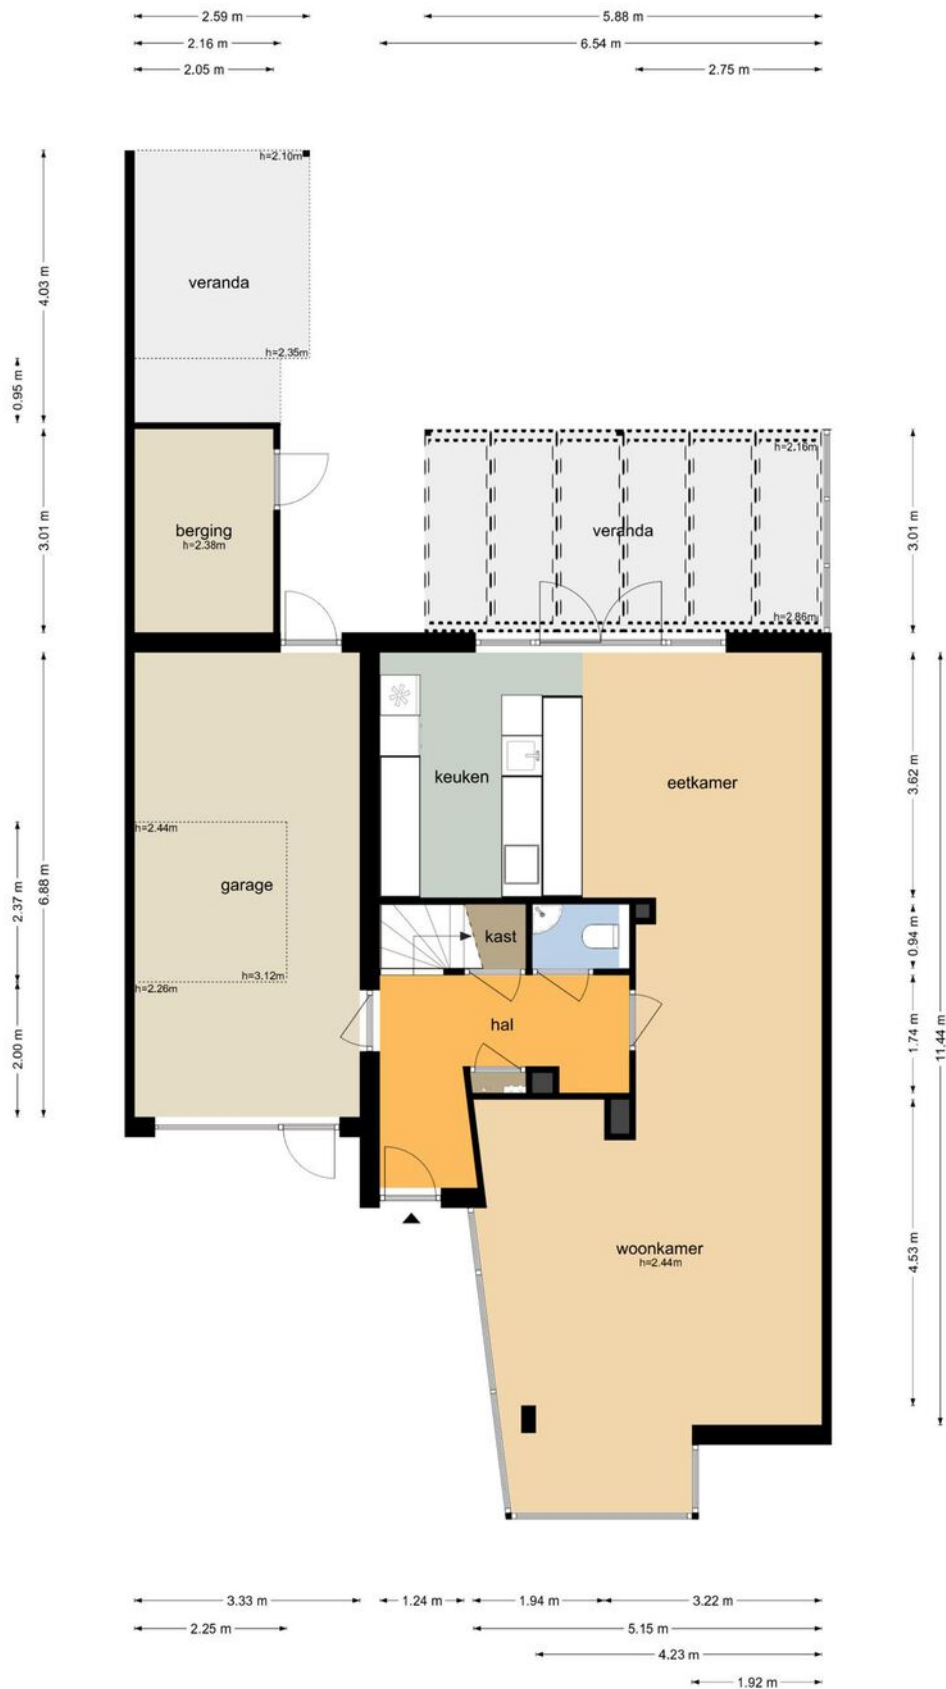 2.59 m
5.88 m
2.16 m
6.54 m
2.05 m
2.75 m
h=2.10m
4.03 m
veranda
h=2.35m
0.95 m
h=2.16m
3.01 m
berging
h=2.38m
veranda
3.01 m
h=2.86m
keuken
eetkamer
3.62 m
h=2.44m
garage
2.37 m
6.88 m
kast
0.94 m
h=3.12m
h=2.26m
hal
2.00 m
1.74 m
11.44 m
woonkamer
h=2.44m
4.53 m
3.33 m
1.24 m
1.94 m
3.22 m
2.25 m
5.15 m
4.23 m
1.92 m